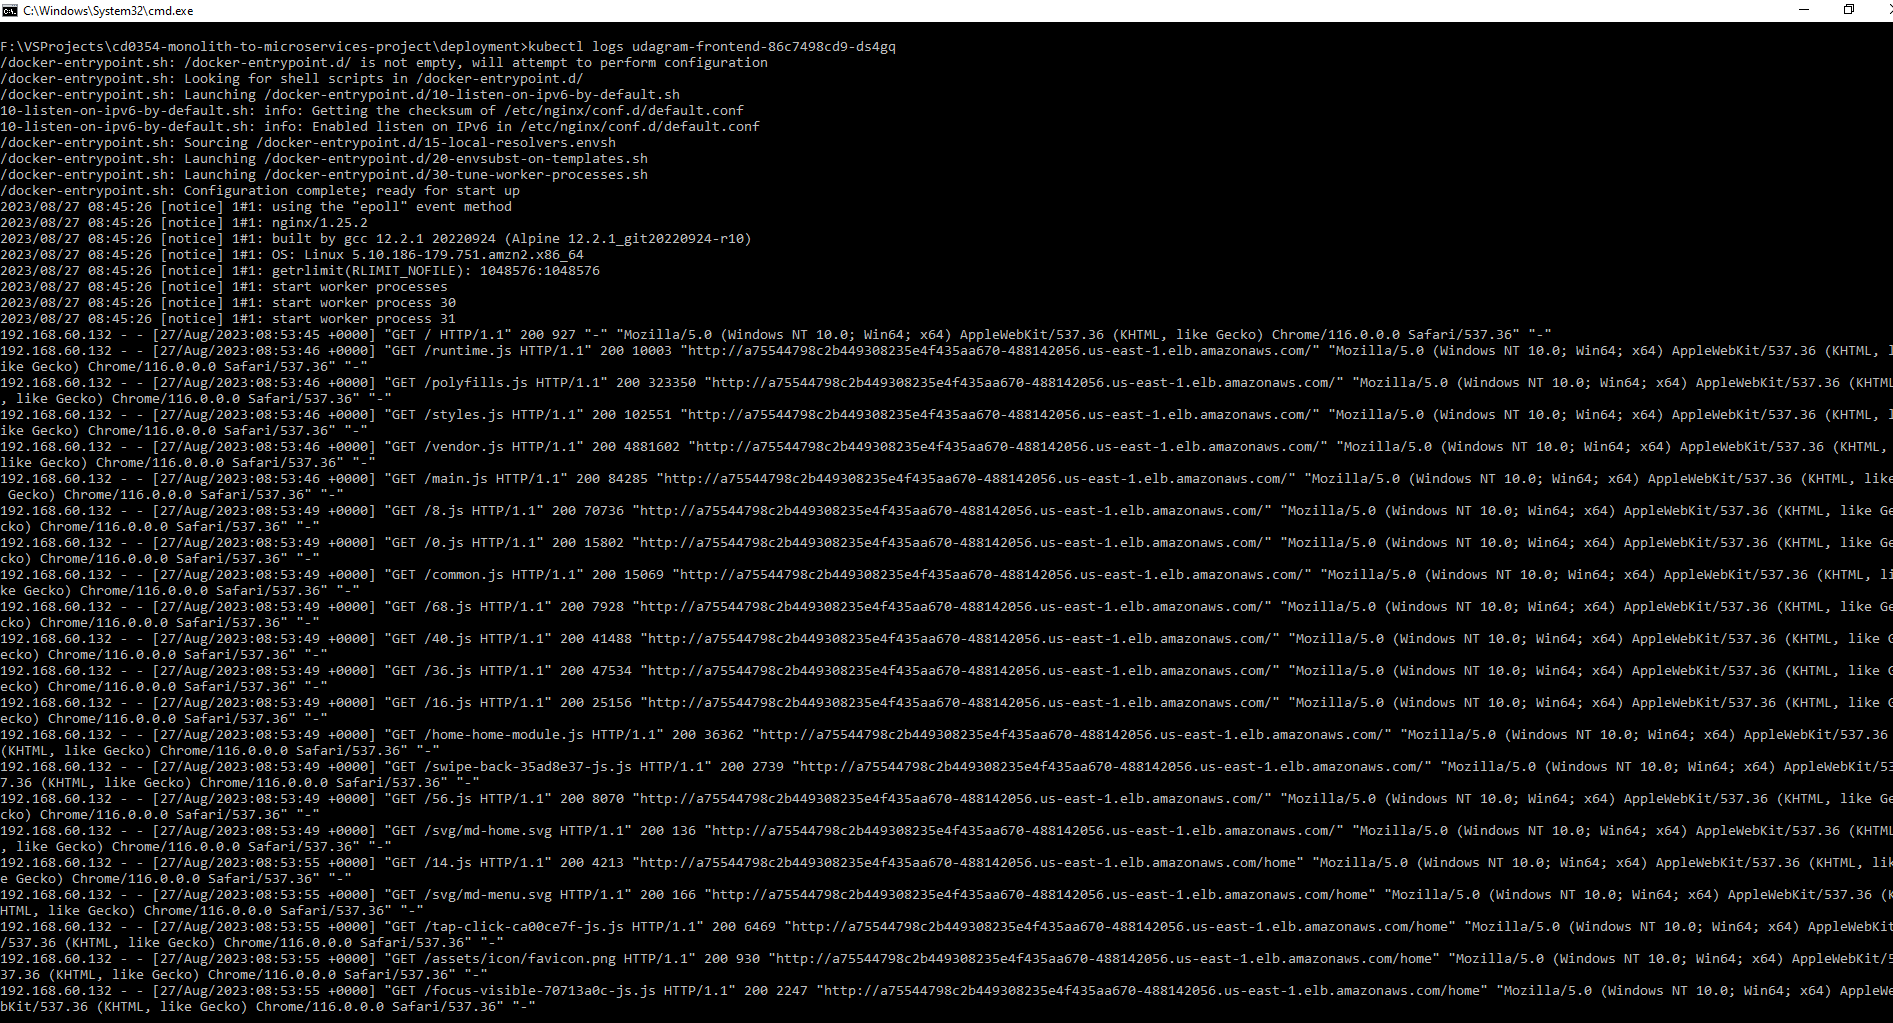 C:\Windows\System32\cmd.exe
F:\VSProjects\cd0354-monolith-to-microservices-project\deployment>kubectl logs udagram-frontend-86c7498cd9-ds4gq
/docker-entrypoint.sh: /docker-entrypoint.d/ is not empty, will attempt to perform configuration
/docker-entrypoint.sh: Looking for shell scripts in /docker-entrypoint.d/
/docker-entrypoint.sh: Launching /docker-entrypoint.d/10-listen-on-ipv6-by-default.sh
10-listen-on-ipv6-by-default.sh: info: Getting the checksum of /etc/nginx/conf.d/default.conf
10-listen-on-ipv6-by-default.sh: info: Enabled listen on IPv6 in /etc/nginx/conf.d/default.conf
/docker-entrypoint.sh: Sourcing /docker-entrypoint.d/15-local-resolvers.envsh
/docker-entrypoint.sh: Launching /docker-entrypoint.d/20-envsubst-on-templates.sh
/docker-entrypoint.sh: Launching /docker-entrypoint.d/30-tune-worker-processes.sh
/docker-entrypoint.sh: Configuration complete; ready for start up
2023/08/27 08:45:26 [notice] 1#1: using the "epoll" event method
2023/08/27 08:45:26 [notice] 1#1: nginx/1.25.2
2023/08/27 08:45:26 [notice] 1#1: built by gcc 12.2.1 20220924 (Alpine 12.2.1_git20220924-r10)
2023/08/27 08:45:26 [notice] 1#1: OS: Linux 5.10.186-179.751.amzn2.x86_64
2023/08/27 08:45:26 [notice] 1#1: getrlimit(RLIMIT_NOFILE): 1048576:1048576
2023/08/27 08:45:26 [notice] 1#1: start worker processes
2023/08/27 08:45:26 [notice] 1#1: start worker process 30
2023/08/27 08:45:26 [notice] 1#1: start worker process 31
192.168.60.132 - - [27/Aug/2023:08:53:45 +0000] "GET / HTTP/1.1" 200 927 "-" "Mozilla/5.0 (Windows NT 10.0; Win64; x64) AppleWebKit/537.36 (KHTML, like Gecko) Chrome/116.0.0.0 Safari/537.36" "-"
192.168.60.132 - - [27/Aug/2023:08:53:46 +0000] "GET /runtime.js HTTP/1.1" 200 10003 "http://a75544798c2b449308235e4f435aa670-488142056.us-east-1.elb.amazonaws.com/" "Mozilla/5.0 (Windows NT 10.0; Win64; x64) AppleWebKit/537.36 (KHTML, l
ike Gecko) Chrome/116.0.0.0 Safari/537.36" "-"
192.168.60.132 - - [27/Aug/2023:08:53:46 +0000] "GET /polyfills.js HTTP/1.1" 200 323350 "http://a75544798c2b449308235e4f435aa670-488142056.us-east-1.elb.amazonaws.com/" "Mozilla/5.0 (Windows NT 10.0; Win64; x64) AppleWebKit/537.36 (KHTML
, like Gecko) Chrome/116.0.0.0 Safari/537.36" "-"
192.168.60.132 - - [27/Aug/2023:08:53:46 +0000] "GET /styles.js HTTP/1.1" 200 102551 "http://a75544798c2b449308235e4f435aa670-488142056.us-east-1.elb.amazonaws.com/" "Mozilla/5.0 (Windows NT 10.0; Win64; x64) AppleWebKit/537.36 (KHTML, l
ike Gecko) Chrome/116.0.0.0 Safari/537.36" "-"
192.168.60.132 - - [27/Aug/2023:08:53:46 +0000] "GET /vendor.js HTTP/1.1" 200 4881602 "http://a75544798c2b449308235e4f435aa670-488142056.us-east-1.elb.amazonaws.com/" "Mozilla/5.0 (Windows NT 10.0; Win64; x64) AppleWebKit/537.36 (KHTML,
like Gecko) Chrome/116.0.0.0 Safari/537.36" "-"
192.168.60.132 - - [27/Aug/2023:08:53:46 +0000] "GET /main.js HTTP/1.1" 200 84285 "http://a75544798c2b449308235e4f435aa670-488142056.us-east-1.elb.amazonaws.com/" "Mozilla/5.0 (Windows NT 10.0; Win64; x64) AppleWebKit/537.36 (KHTML, like
 Gecko) Chrome/116.0.0.0 Safari/537.36" "-"
192.168.60.132 - - [27/Aug/2023:08:53:49 +0000] "GET /8.js HTTP/1.1" 200 70736 "http://a75544798c2b449308235e4f435aa670-488142056.us-east-1.elb.amazonaws.com/" "Mozilla/5.0 (Windows NT 10.0; Win64; x64) AppleWebKit/537.36 (KHTML, like Ge
cko) Chrome/116.0.0.0 Safari/537.36" "-"
192.168.60.132 - - [27/Aug/2023:08:53:49 +0000] "GET /0.js HTTP/1.1" 200 15802 "http://a75544798c2b449308235e4f435aa670-488142056.us-east-1.elb.amazonaws.com/" "Mozilla/5.0 (Windows NT 10.0; Win64; x64) AppleWebKit/537.36 (KHTML, like Ge
cko) Chrome/116.0.0.0 Safari/537.36" "-"
192.168.60.132 - - [27/Aug/2023:08:53:49 +0000] "GET /common.js HTTP/1.1" 200 15069 "http://a75544798c2b449308235e4f435aa670-488142056.us-east-1.elb.amazonaws.com/" "Mozilla/5.0 (Windows NT 10.0; Win64; x64) AppleWebKit/537.36 (KHTML, li
ke Gecko) Chrome/116.0.0.0 Safari/537.36" "-"
192.168.60.132 - - [27/Aug/2023:08:53:49 +0000] "GET /68.js HTTP/1.1" 200 7928 "http://a75544798c2b449308235e4f435aa670-488142056.us-east-1.elb.amazonaws.com/" "Mozilla/5.0 (Windows NT 10.0; Win64; x64) AppleWebKit/537.36 (KHTML, like Ge
cko) Chrome/116.0.0.0 Safari/537.36" "-"
192.168.60.132 - - [27/Aug/2023:08:53:49 +0000] "GET /40.js HTTP/1.1" 200 41488 "http://a75544798c2b449308235e4f435aa670-488142056.us-east-1.elb.amazonaws.com/" "Mozilla/5.0 (Windows NT 10.0; Win64; x64) AppleWebKit/537.36 (KHTML, like G
ecko) Chrome/116.0.0.0 Safari/537.36" "-"
192.168.60.132 - - [27/Aug/2023:08:53:49 +0000] "GET /36.js HTTP/1.1" 200 47534 "http://a75544798c2b449308235e4f435aa670-488142056.us-east-1.elb.amazonaws.com/" "Mozilla/5.0 (Windows NT 10.0; Win64; x64) AppleWebKit/537.36 (KHTML, like G
ecko) Chrome/116.0.0.0 Safari/537.36" "-"
192.168.60.132 - - [27/Aug/2023:08:53:49 +0000] "GET /16.js HTTP/1.1" 200 25156 "http://a75544798c2b449308235e4f435aa670-488142056.us-east-1.elb.amazonaws.com/" "Mozilla/5.0 (Windows NT 10.0; Win64; x64) AppleWebKit/537.36 (KHTML, like G
ecko) Chrome/116.0.0.0 Safari/537.36" "-"
192.168.60.132 - - [27/Aug/2023:08:53:49 +0000] "GET /home-home-module.js HTTP/1.1" 200 36362 "http://a75544798c2b449308235e4f435aa670-488142056.us-east-1.elb.amazonaws.com/" "Mozilla/5.0 (Windows NT 10.0; Win64; x64) AppleWebKit/537.36
(KHTML, like Gecko) Chrome/116.0.0.0 Safari/537.36" "-"
192.168.60.132 - - [27/Aug/2023:08:53:49 +0000] "GET /swipe-back-35ad8e37-js.js HTTP/1.1" 200 2739 "http://a75544798c2b449308235e4f435aa670-488142056.us-east-1.elb.amazonaws.com/" "Mozilla/5.0 (Windows NT 10.0; Win64; x64) AppleWebKit/53
7.36 (KHTML, like Gecko) Chrome/116.0.0.0 Safari/537.36" "-"
192.168.60.132 - - [27/Aug/2023:08:53:49 +0000] "GET /56.js HTTP/1.1" 200 8070 "http://a75544798c2b449308235e4f435aa670-488142056.us-east-1.elb.amazonaws.com/" "Mozilla/5.0 (Windows NT 10.0; Win64; x64) AppleWebKit/537.36 (KHTML, like Ge
cko) Chrome/116.0.0.0 Safari/537.36" "-"
192.168.60.132 - - [27/Aug/2023:08:53:49 +0000] "GET /svg/md-home.svg HTTP/1.1" 200 136 "http://a75544798c2b449308235e4f435aa670-488142056.us-east-1.elb.amazonaws.com/" "Mozilla/5.0 (Windows NT 10.0; Win64; x64) AppleWebKit/537.36 (KHTML
, like Gecko) Chrome/116.0.0.0 Safari/537.36" "-"
192.168.60.132 - - [27/Aug/2023:08:53:55 +0000] "GET /14.js HTTP/1.1" 200 4213 "http://a75544798c2b449308235e4f435aa670-488142056.us-east-1.elb.amazonaws.com/home" "Mozilla/5.0 (Windows NT 10.0; Win64; x64) AppleWebKit/537.36 (KHTML, lik
e Gecko) Chrome/116.0.0.0 Safari/537.36" "-"
192.168.60.132 - - [27/Aug/2023:08:53:55 +0000] "GET /svg/md-menu.svg HTTP/1.1" 200 166 "http://a75544798c2b449308235e4f435aa670-488142056.us-east-1.elb.amazonaws.com/home" "Mozilla/5.0 (Windows NT 10.0; Win64; x64) AppleWebKit/537.36 (K
HTML, like Gecko) Chrome/116.0.0.0 Safari/537.36" "-"
192.168.60.132 - - [27/Aug/2023:08:53:55 +0000] "GET /tap-click-ca00ce7f-js.js HTTP/1.1" 200 6469 "http://a75544798c2b449308235e4f435aa670-488142056.us-east-1.elb.amazonaws.com/home" "Mozilla/5.0 (Windows NT 10.0; Win64; x64) AppleWebKit
/537.36 (KHTML, like Gecko) Chrome/116.0.0.0 Safari/537.36" "-"
192.168.60.132 - - [27/Aug/2023:08:53:55 +0000] "GET /assets/icon/favicon.png HTTP/1.1" 200 930 "http://a75544798c2b449308235e4f435aa670-488142056.us-east-1.elb.amazonaws.com/home" "Mozilla/5.0 (Windows NT 10.0; Win64; x64) AppleWebKit/5
37.36 (KHTML, like Gecko) Chrome/116.0.0.0 Safari/537.36" "-"
192.168.60.132 - - [27/Aug/2023:08:53:55 +0000] "GET /focus-visible-70713a0c-js.js HTTP/1.1" 200 2247 "http://a75544798c2b449308235e4f435aa670-488142056.us-east-1.elb.amazonaws.com/home" "Mozilla/5.0 (Windows NT 10.0; Win64; x64) AppleWe
bKit/537.36 (KHTML, like Gecko) Chrome/116.0.0.0 Safari/537.36" "-"